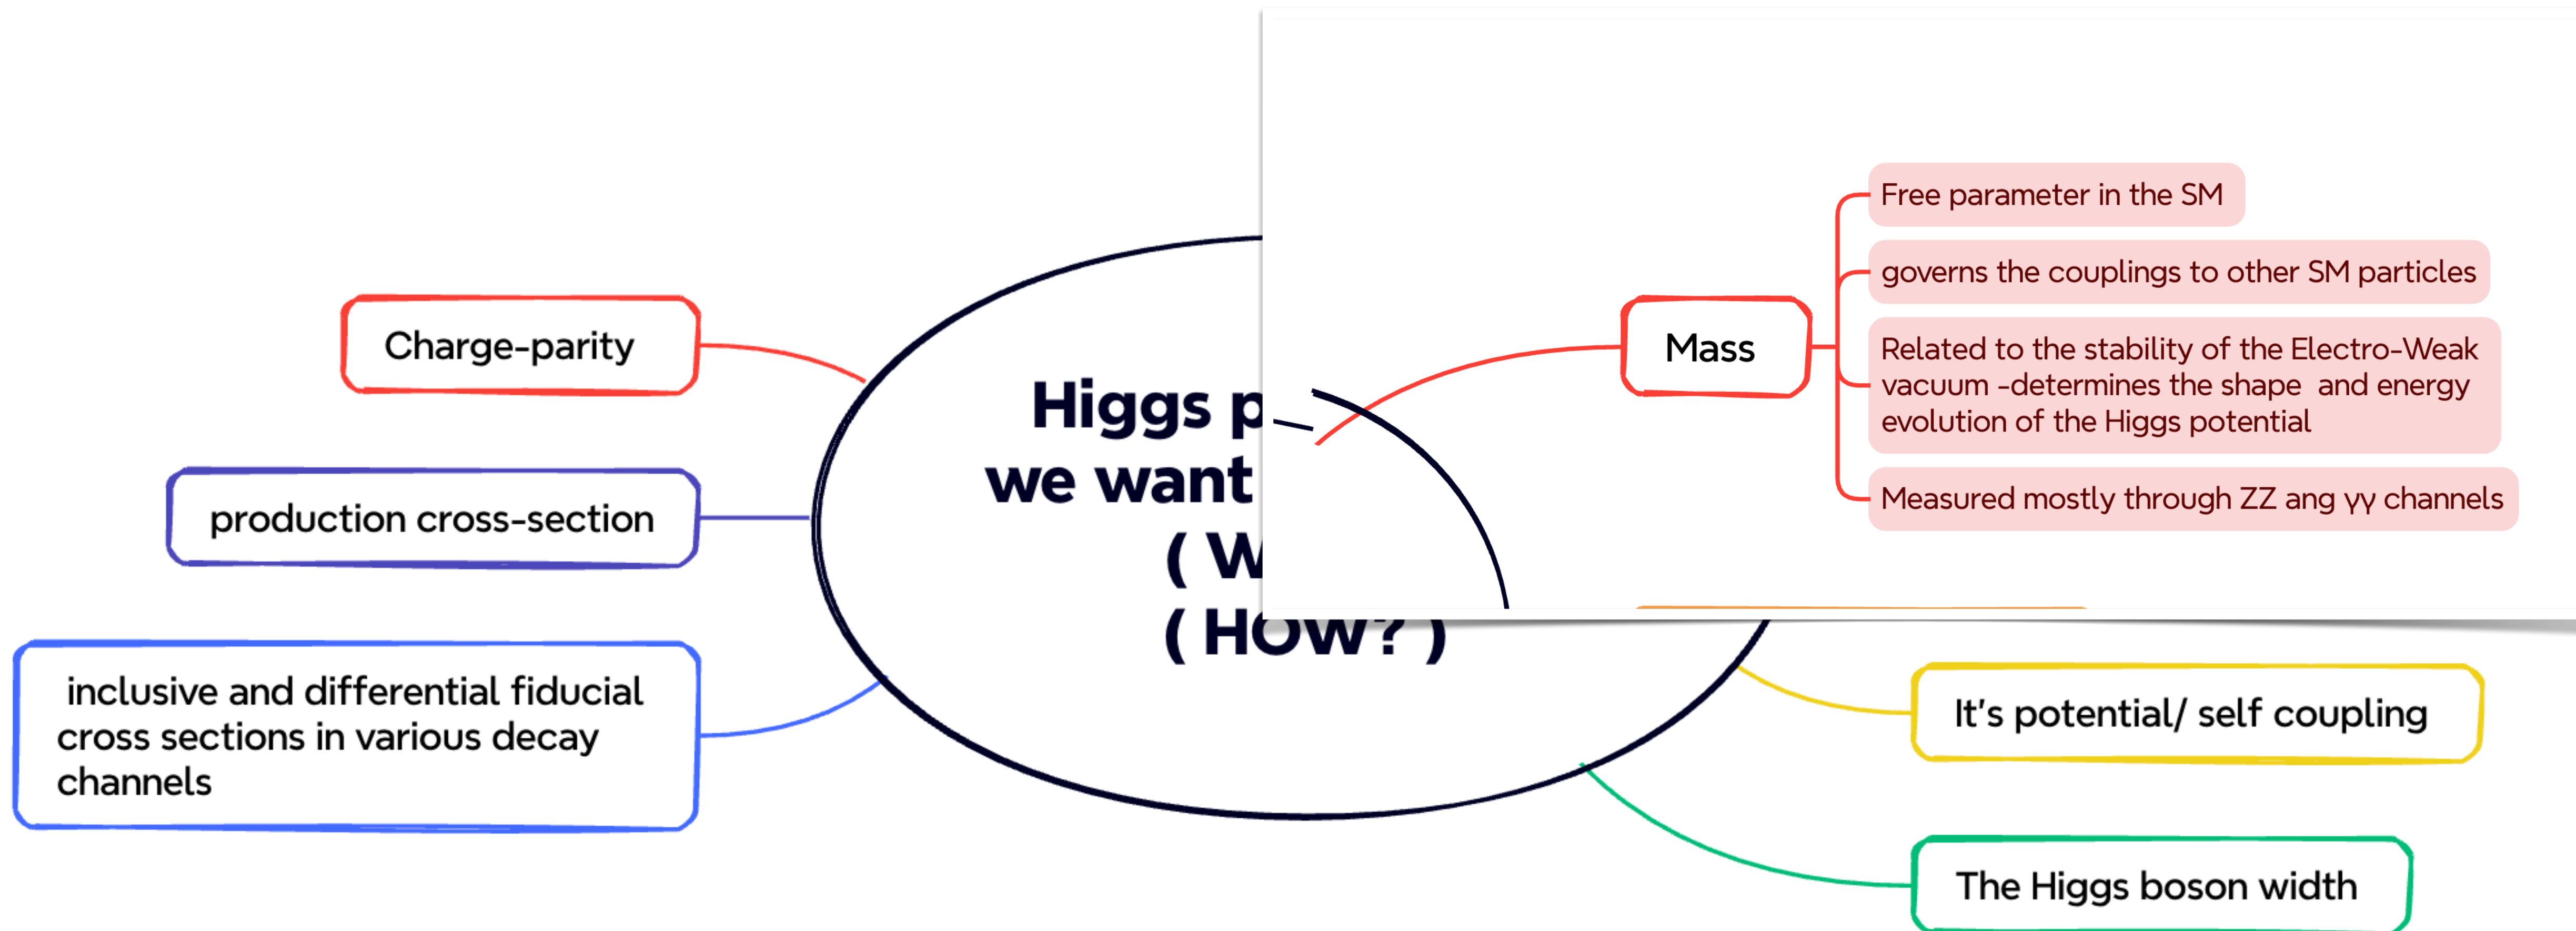 Charge-parity
production cross-section
inclusive and differential fiducial
cross sections in various decay
channels
Higgs p
we want
( W
( HOW? )
Mass
Free parameter in the SM
governs the couplings to other SM particles
Related to the stability of the Electro-Weak
vacuum -determines the shape and energy
evolution of the Higgs potential
Measured mostly through ZZ ang γγ channels
It's potential/ self coupling
The Higgs boson width